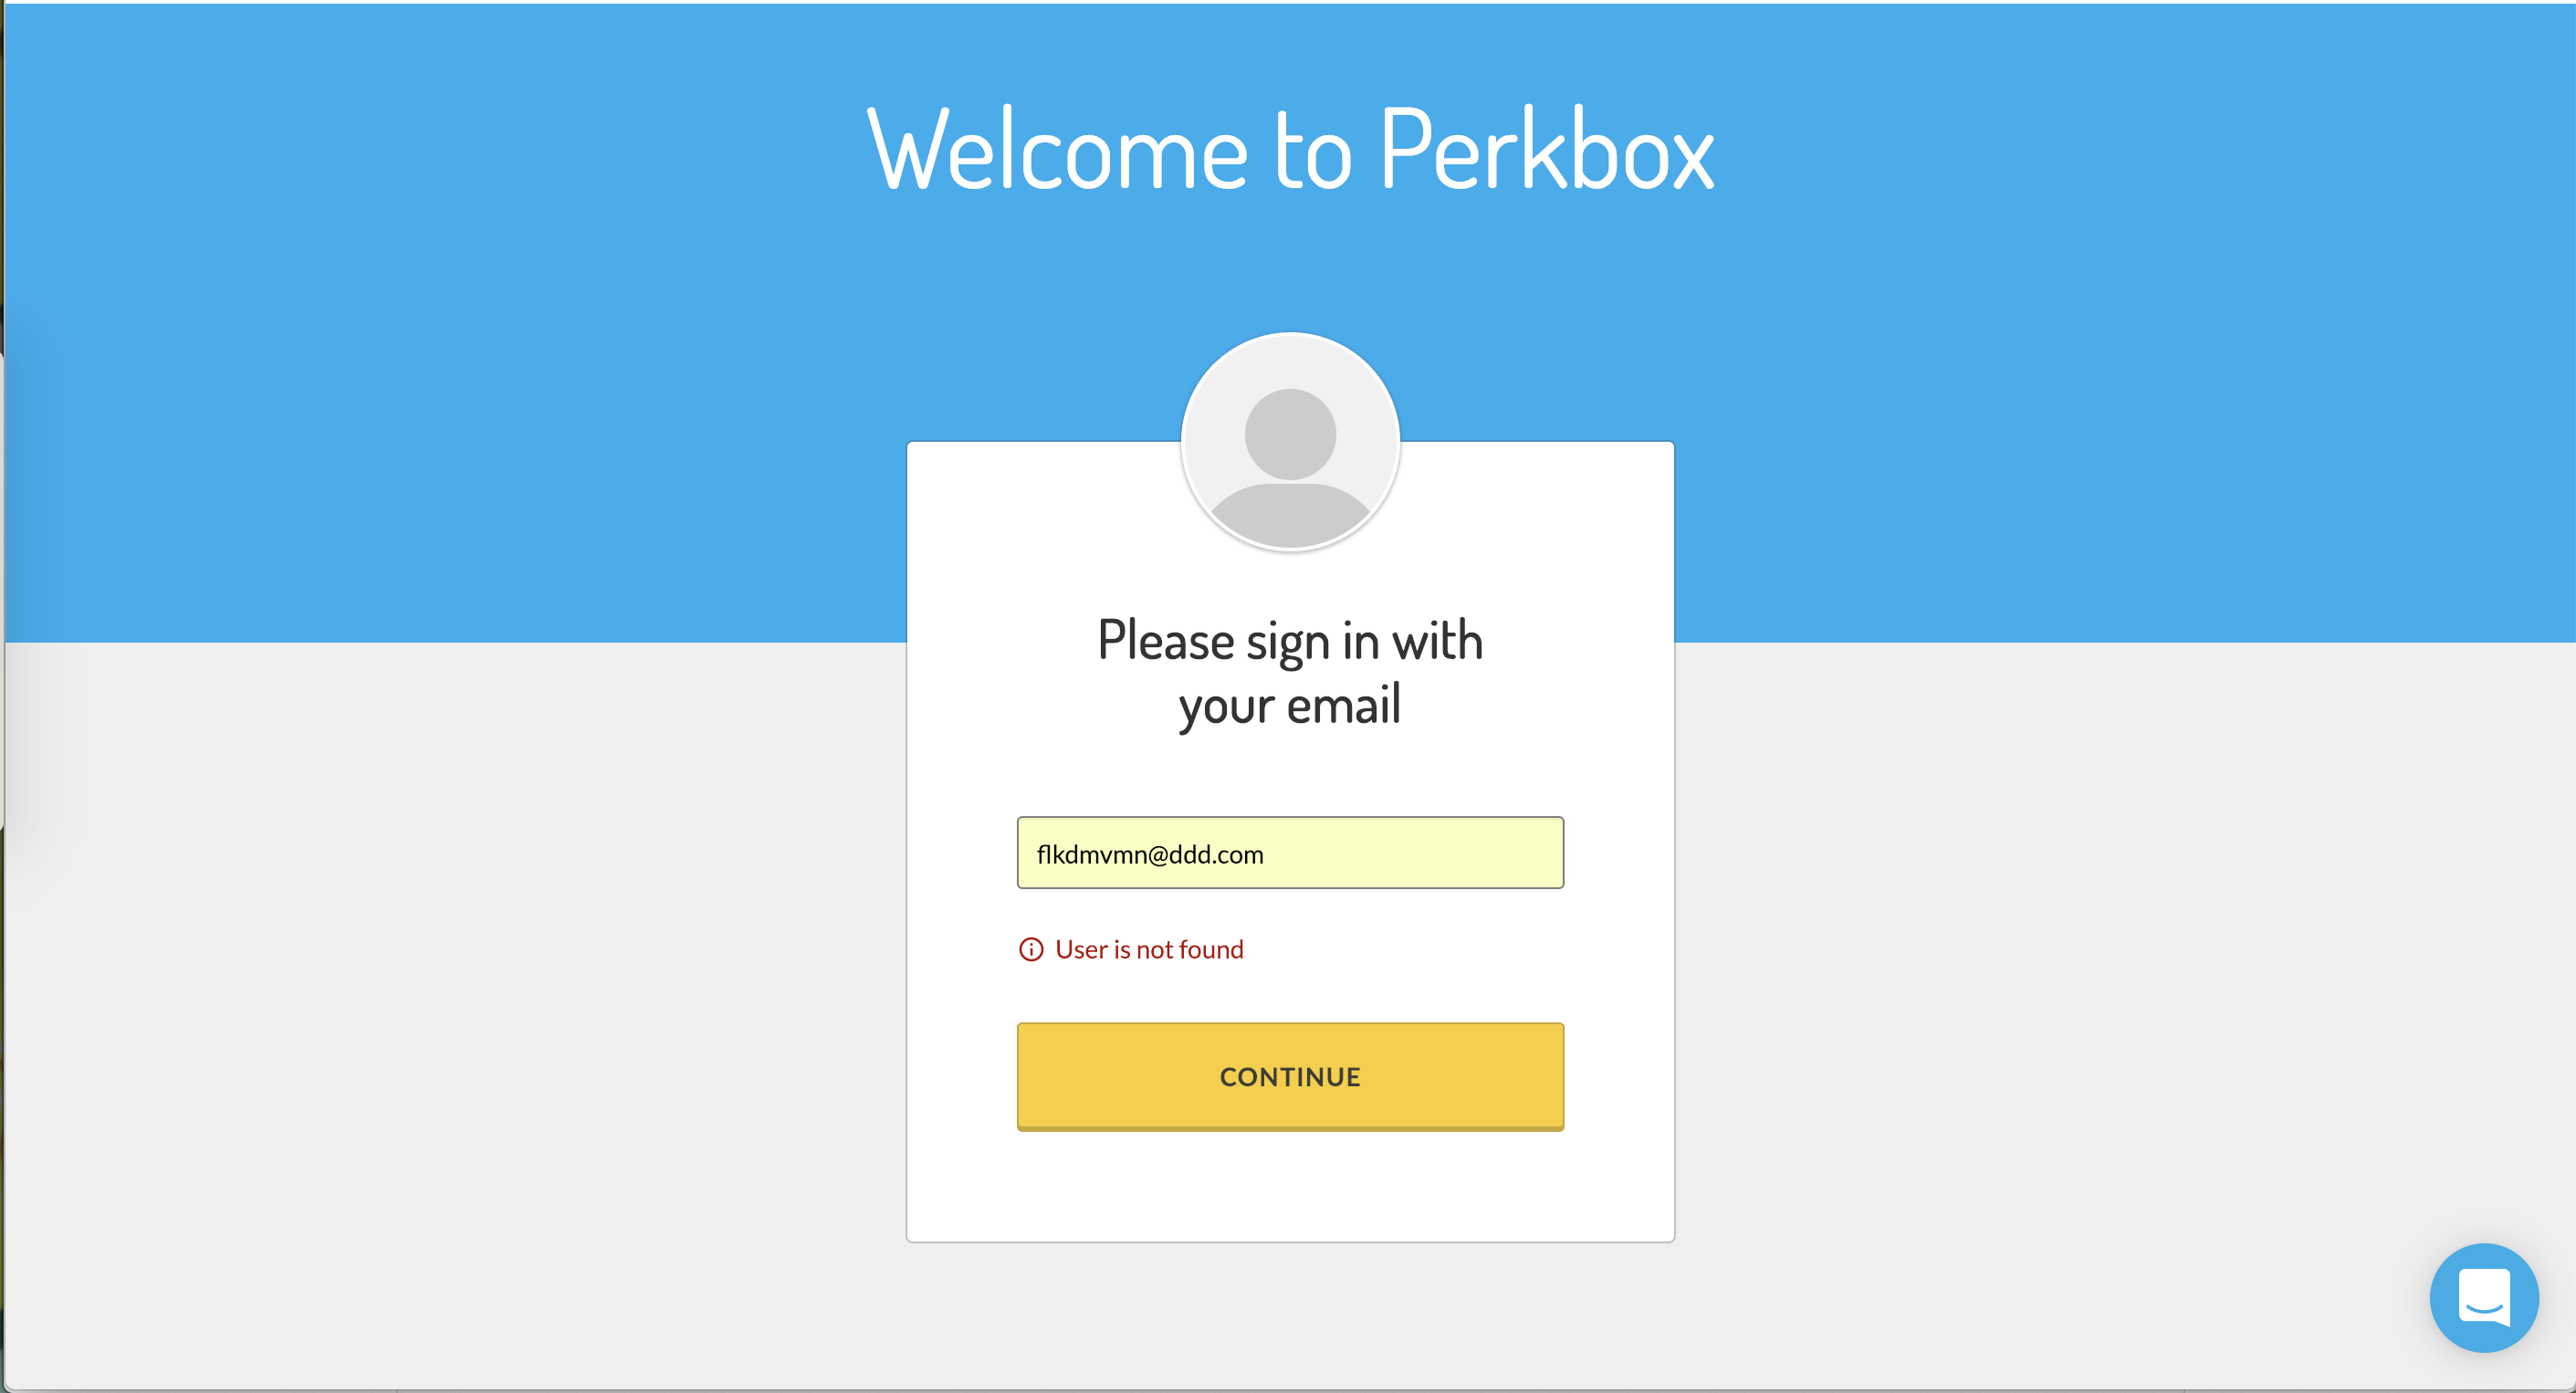 Welcome to Perkbox
Please sign in with
your email
flkdmvmn@ddd.com
User is not found
CONTINUE